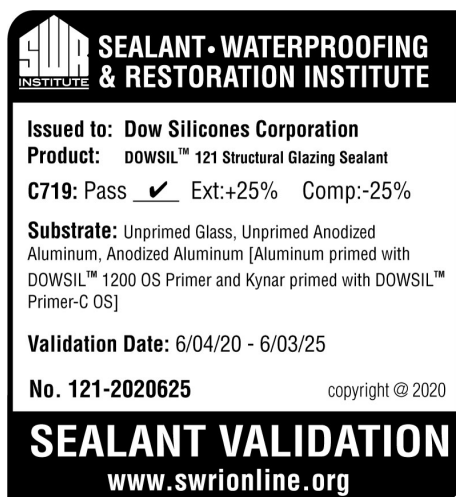 SWR
INSTITUTE
SEALANT • WATERPROOFING
& RESTORATION INSTITUTE
Issued to: Dow Silicones Corporation
Product: DOWSIL™ 121 Structural Glazing Sealant
C719: Pass ✔ Ext:+25% Comp:-25%
Substrate: Unprimed Glass, Unprimed Anodized
Aluminum, Anodized Aluminum [Aluminum primed with
DOWSIL™ 1200 OS Primer and Kynar primed with DOWSIL™
Primer-C OS]
Validation Date: 6/04/20 - 6/03/25
No. 121-2020625 copyright @ 2020
SEALANT VALIDATION
www.swrionline.org